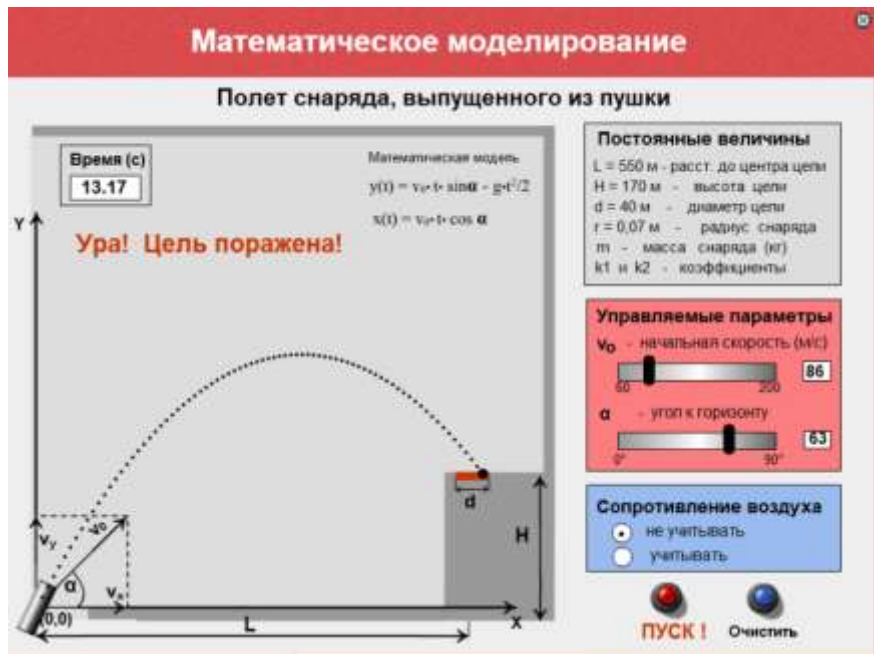 Математическое моделирование
Полет снаряда, выпущенного из пушки
Время (с)
13.17
Математическая модель
y(t) = v₀• t• sinα - g•t²/2
x(t) = v₀• t• cos α
Ура! Цель поражена!
Y
v₀
Vy
α
Vx
(0,0)
L
X
d
H
Постоянные величины
L = 550 м - расст. до центра цели
H = 170 м - высота цели
d = 40 м - диаметр цели
r = 0,07 м - радиус снаряда
m - масса снаряда (кг)
k1 и k2 - коэффициенты
Управляемые параметры
v₀ - начальная скорость (м/с)
86
60 200
α - угол к горизонту
63
0° 90°
Сопротивление воздуха
не учитывать
учитывать
ПУСК ! Очистить